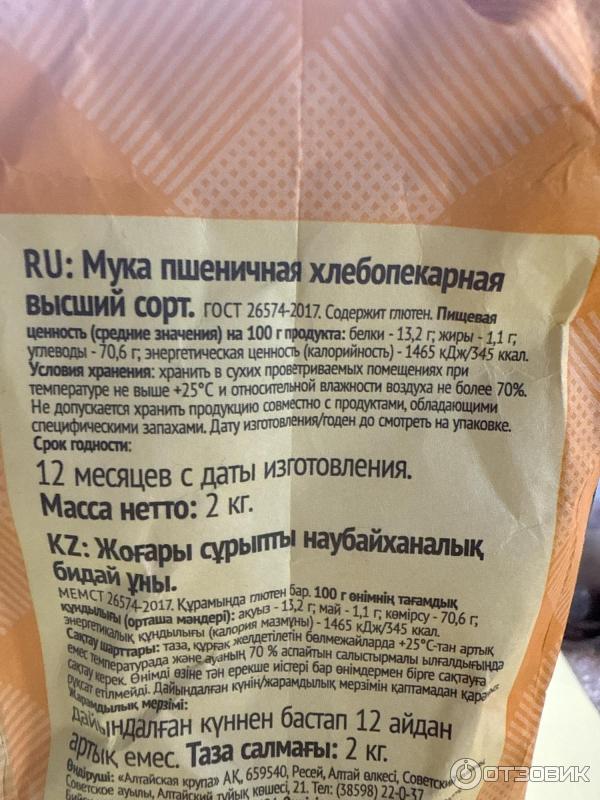 RU: Мука пшеничная хлебопекарная
высший сорт. ГОСТ 26574-2017. Содержит глютен. Пищевая
ценность (средние значения) на 100 г продукта: белки - 13,2 г; жиры - 1,1 г;
углеводы - 70,6 г; энергетическая ценность (калорийность) - 1465 кДж/345 ккал.
Условия хранения: хранить в сухих проветриваемых помещениях при
температуре не выше +25°C и относительной влажности воздуха не более 70%.
Не допускается хранить продукцию совместно с продуктами, обладающими
специфическими запахами. Дату изготовления/годен до смотреть на упаковке.
Срок годности:
12 месяцев с даты изготовления.
Масса нетто: 2 кг.
KZ: Жоғары сұрыпты наубайханалық
бидай ұны.
МЕМСТ 26574-2017. Құрамында глютен бар. 100 г өнімнің тағамдық
құндылығы (орташа мәндері): ақуыз - 13,2 г; май - 1,1 г; көмірсу - 70,6 г;
энергетикалық құндылығы (калория мазмұны) - 1465 кДж/345 ккал.
Сақтау шарттары: таза, құрғақ желдетілетін бөлмежайларда +25°C-тан артық
емес температурада және ауаның 70 % аспайтын салыстырмалы ылғалдығында
сақтау керек. Өнімді өзіне тән ерекше иістері бар өнімдермен бірге сақтауға
рұқсат етілмейді. Дайындалған күнін/жарамдылық мерзімін қаптамадан
Жарамдылық мерзімі:
дайындалған күннен бастап 12 айдан
артық емес. Таза салмағы: 2 кг.
Өндіруші: «Алтайская крупа» АҚ, 659540, Ресей, Алтай өлкесі,
Советское ауылы, Алтайский тұйық көшесі, 21. Тел: (38598) 22-0-37
ОТЗОВИК